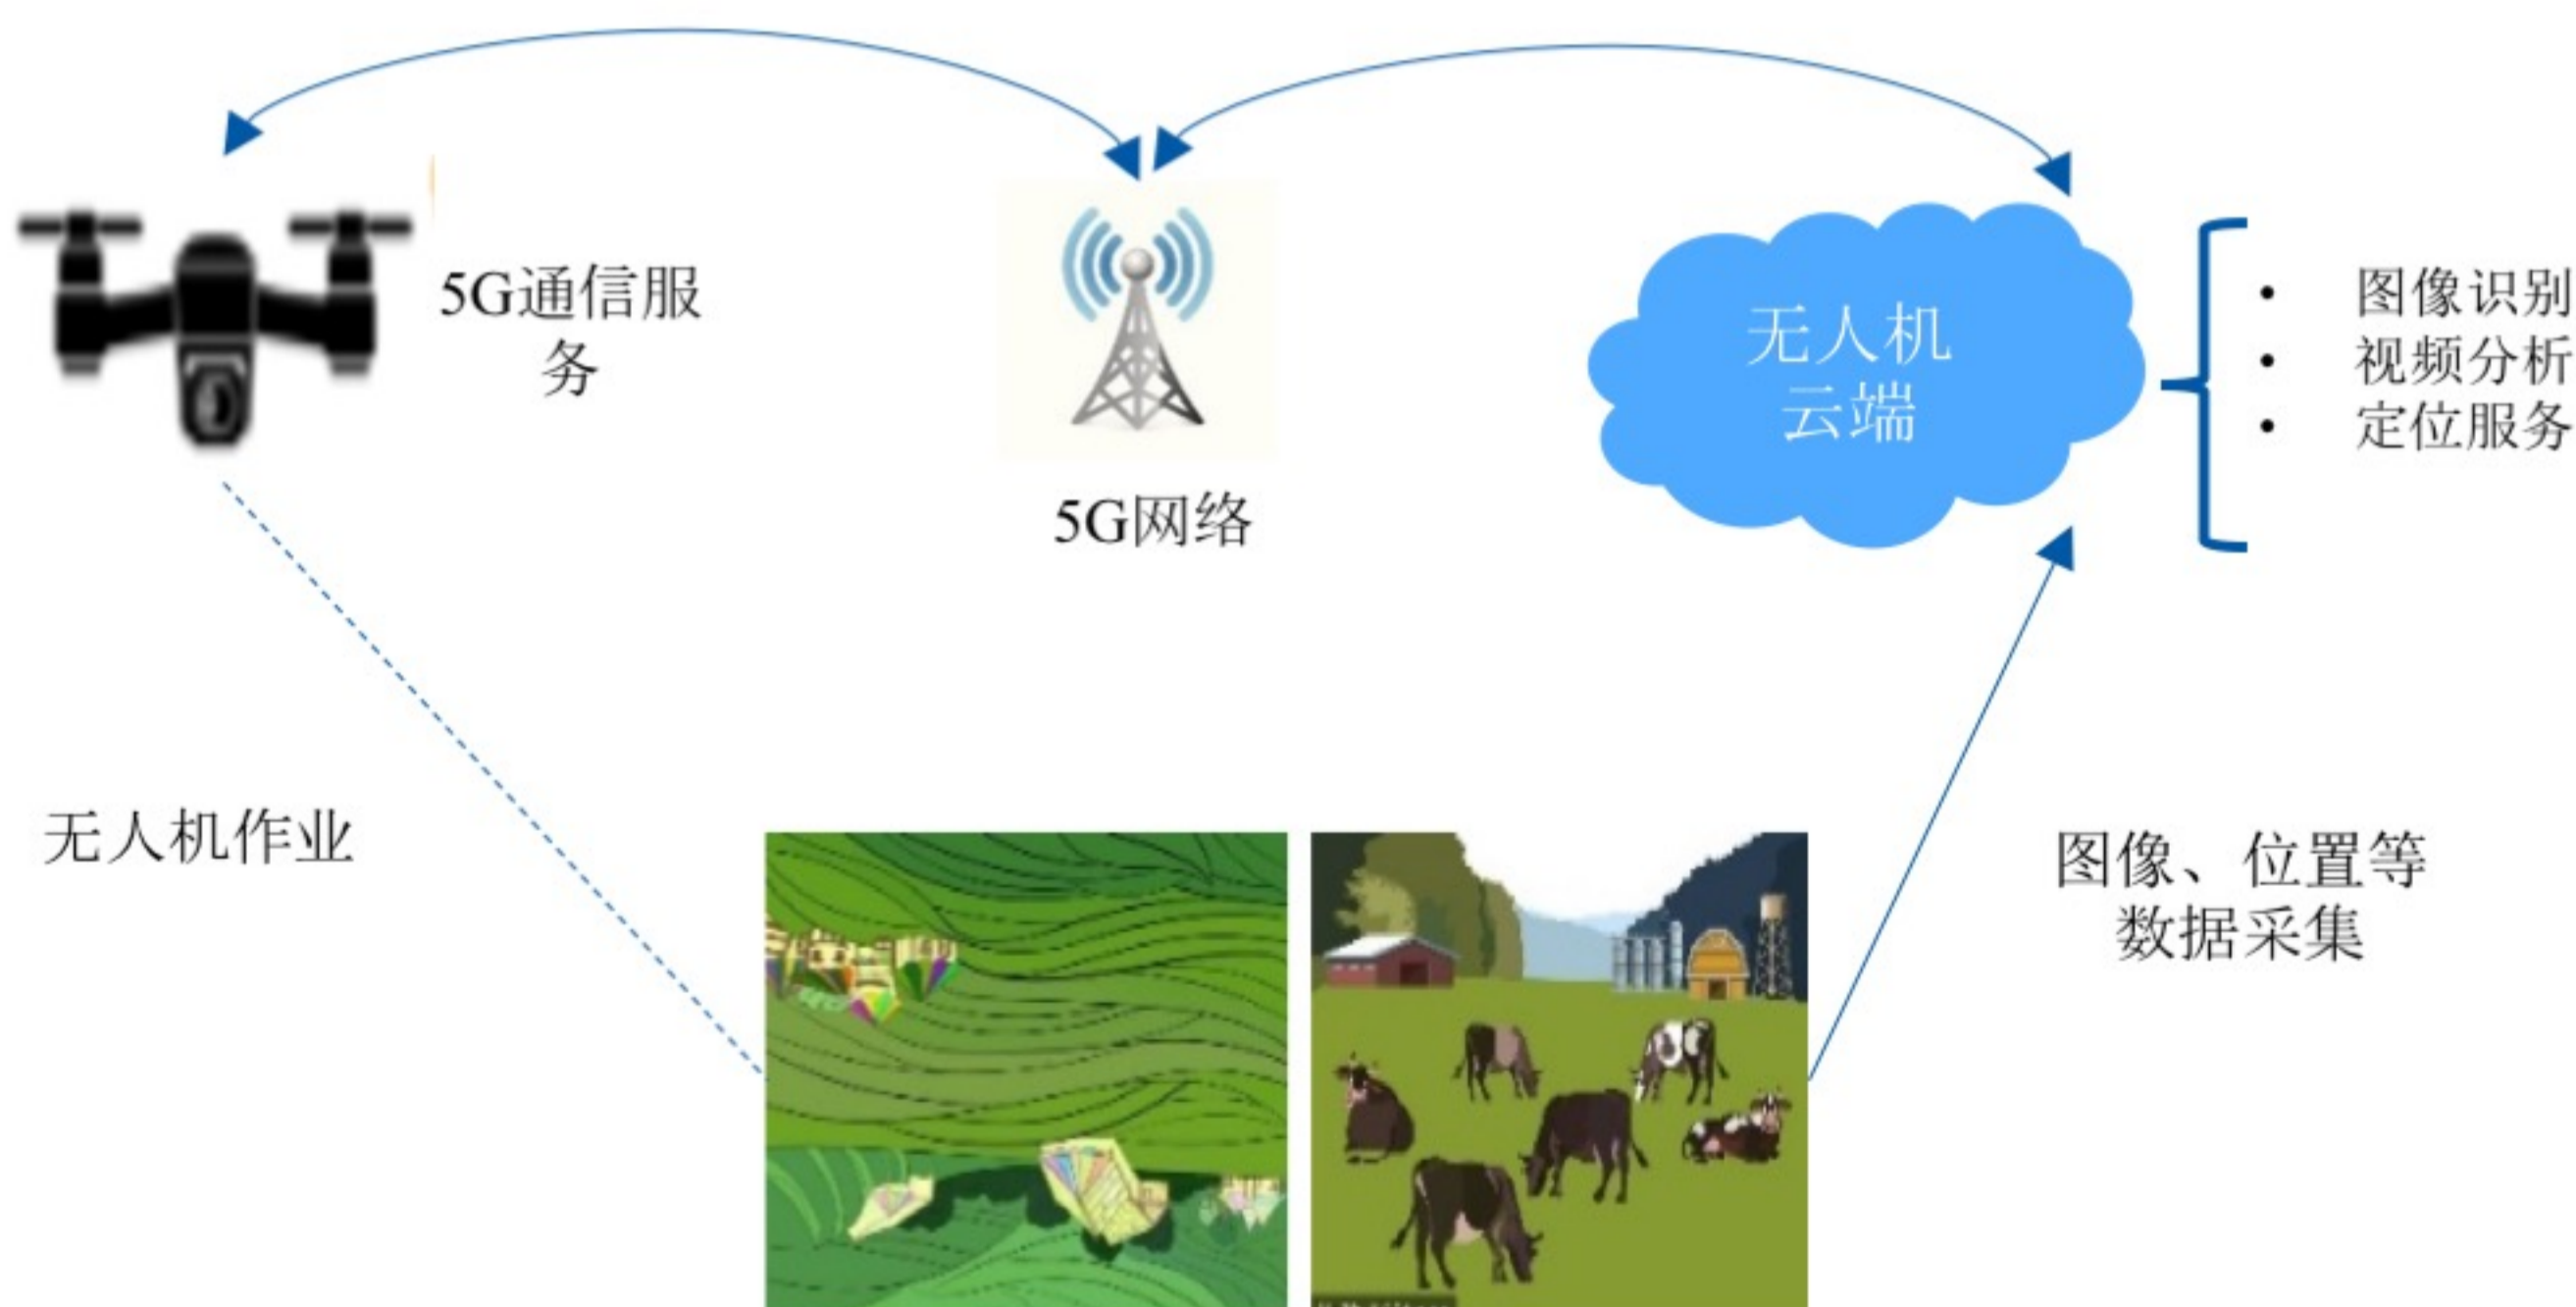 5G通信服
务
5G网络
无人机
云端
• 图像识别
• 视频分析
• 定位服务
无人机作业
图像、位置等
数据采集